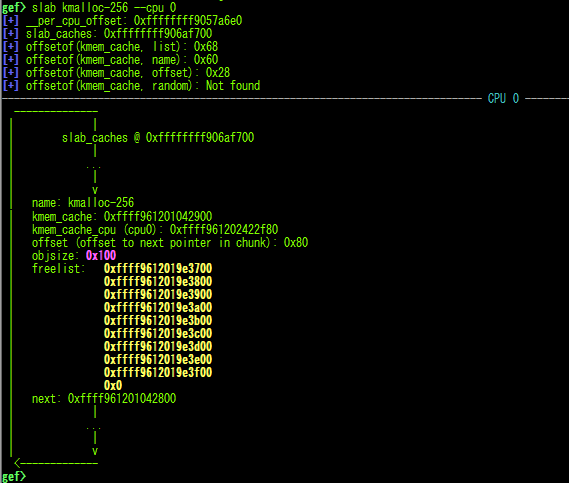 gef> slab kmalloc-256 --cpu 0
[+] __per_cpu_offset: 0xffffffff9057a6e0
[+] slab_caches: 0xffffffff906af700
[+] offsetof(kmem_cache, list): 0x68
[+] offsetof(kmem_cache, name): 0x60
[+] offsetof(kmem_cache, offset): 0x28
[+] offsetof(kmem_cache, random): Not found
CPU 0
slab_caches @ 0xffffffff906af700
...
v
name: kmalloc-256
kmem_cache: 0xffff961201042900
kmem_cache_cpu (cpu0): 0xffff961202422f80
offset (offset to next pointer in chunk): 0x80
objsize: 0x100
freelist: 0xffff9612019e3700
0xffff9612019e3800
0xffff9612019e3900
0xffff9612019e3a00
0xffff9612019e3b00
0xffff9612019e3c00
0xffff9612019e3d00
0xffff9612019e3e00
0xffff9612019e3f00
0x0
next: 0xffff961201042800
...
v
gef>